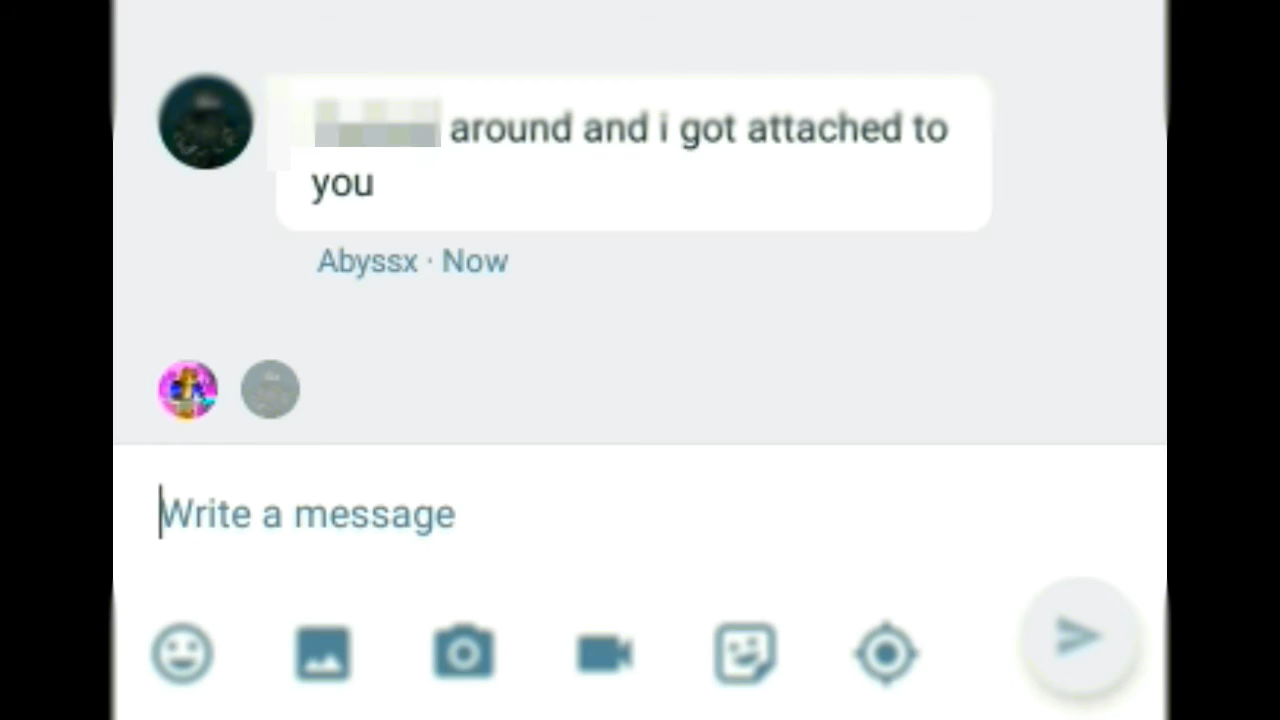 around and i got attached to
you
Abyssx · Now
Write a message